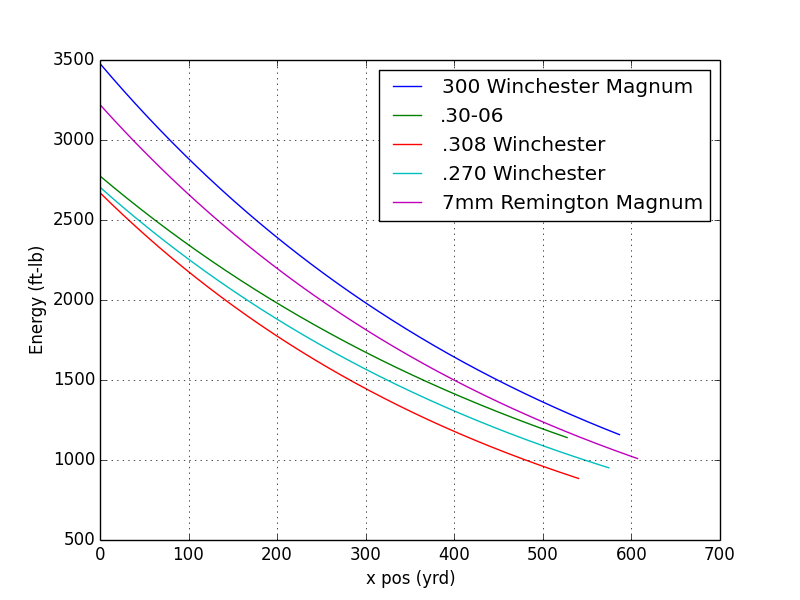 3500
3000
2500
2000
1500
1000
500
Energy (ft-lb)
300 Winchester Magnum
.30-06
.308 Winchester
.270 Winchester
7mm Remington Magnum
0 100 200 300 400 500 600 700
x pos (yrd)